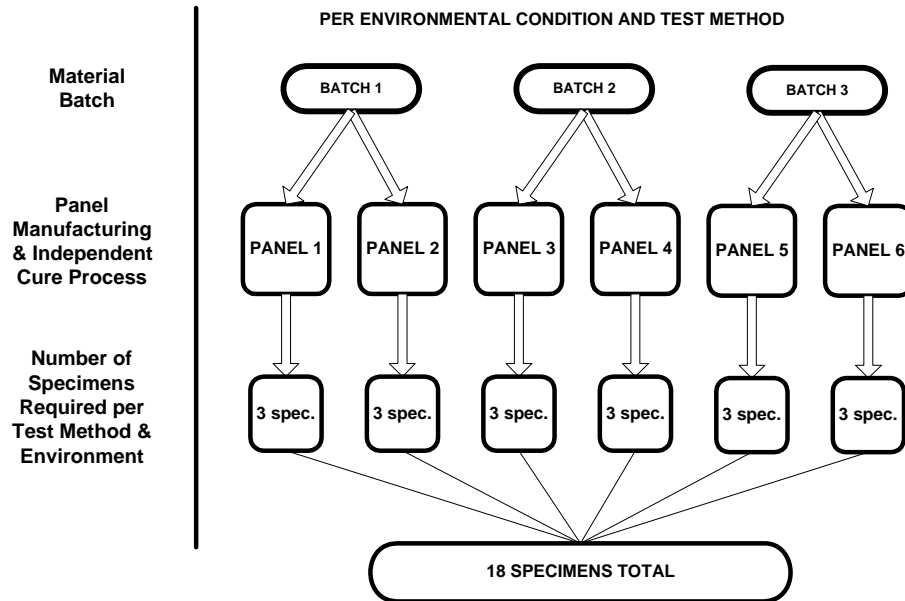 PER ENVIRONMENTAL CONDITION AND TEST METHOD
Material
Batch
BATCH 1
BATCH 2
BATCH 3
Panel
Manufacturing
& Independent
Cure Process
PANEL 1
PANEL 2
PANEL 3
PANEL 4
PANEL 5
PANEL 6
Number of
Specimens
Required per
Test Method &
Environment
3 spec.
3 spec.
3 spec.
3 spec.
3 spec.
3 spec.
18 SPECIMENS TOTAL